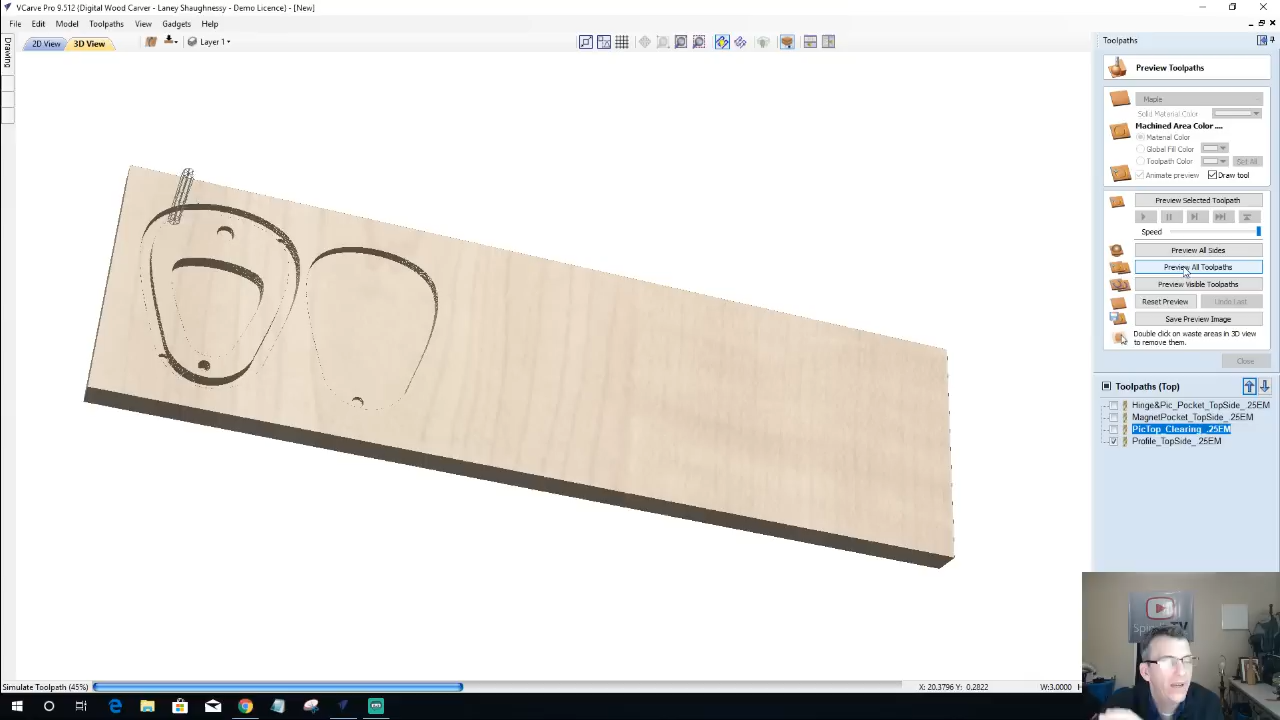 VCarve Pro 9.512 {Digital Wood Carver - Laney Shaughnessy - Demo Licence} - [New]
File Edit Model Toolpaths View Gadgets Help
2D View 3D View Layer 1
Drawing
Toolpaths
Preview Toolpaths
Maple
Solid Material Color
Machined Area Color ....
Material Color
Global Fill Color
Toolpath Color Set All
Animate preview Draw tool
Preview Selected Toolpath
Speed
Preview All Sides
Preview All Toolpaths
Preview Visible Toolpaths
Reset Preview Undo Last
Save Preview Image
Double click on waste areas in 3D view
to remove them.
Close
Toolpaths (Top)
Hinge&Pic_Pocket_TopSide_ .25EM
MagnetPocket_TopSide_ .25EM
PicTop_Clearing_ .25EM
Profile_TopSide_ .25EM
Simulate Toolpath (45%) X: 20.3796 Y: 0.2822 W:3.0000 H